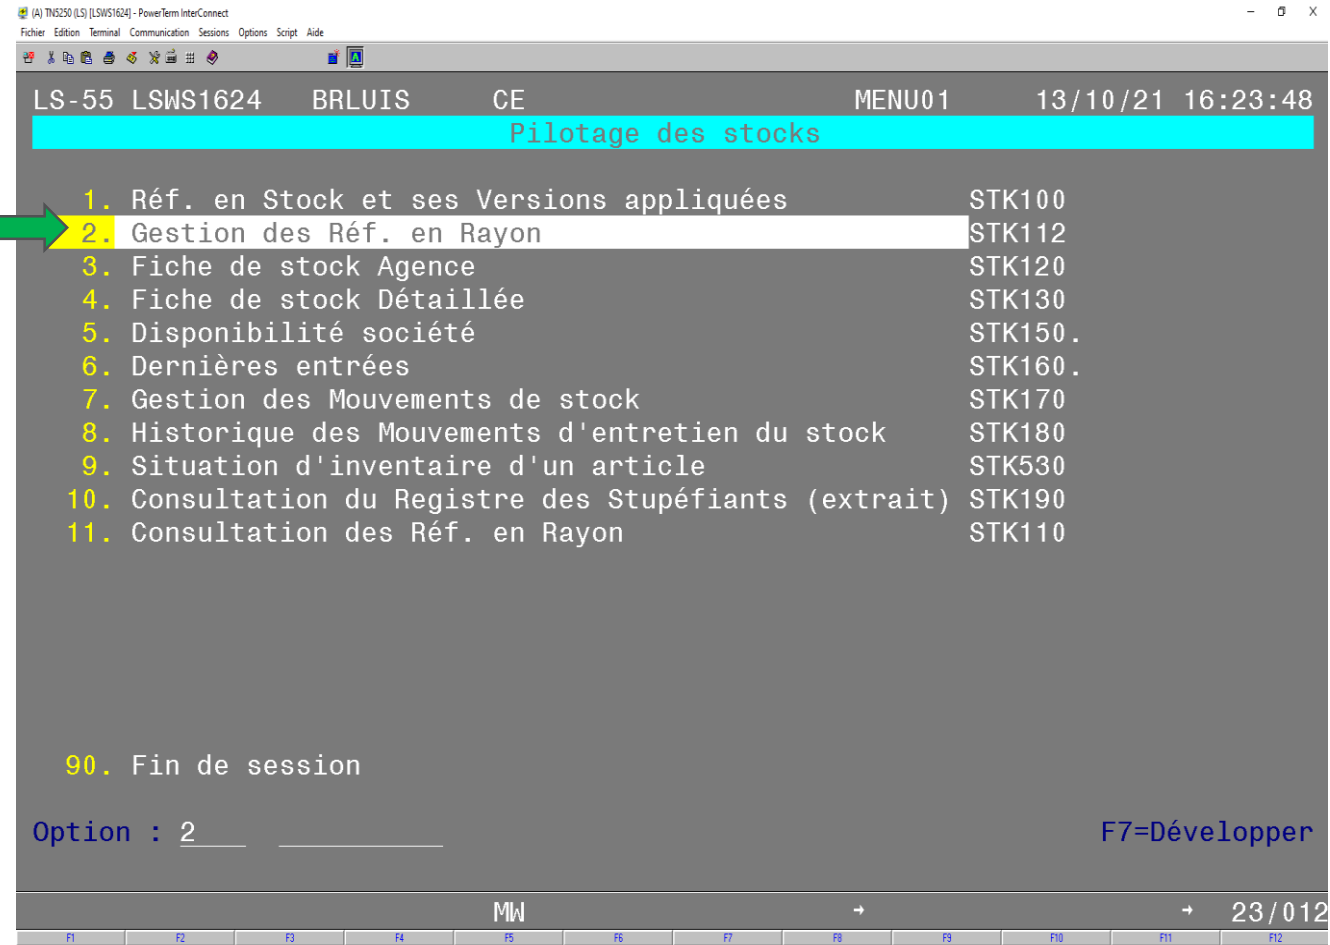 (A) TN5250 (LS) [LSWS1624] - PowerTerm InterConnect
Fichier Edition Terminal Communication Sessions Options Script Aide
LS-55 LSWS1624 BRLUIS CE MENU01 13/10/21 16:23:48
Pilotage des stocks
1. Réf. en Stock et ses Versions appliquées STK100
2. Gestion des Réf. en Rayon STK112
3. Fiche de stock Agence STK120
4. Fiche de stock Détaillée STK130
5. Disponibilité société STK150.
6. Dernières entrées STK160.
7. Gestion des Mouvements de stock STK170
8. Historique des Mouvements d'entretien du stock STK180
9. Situation d'inventaire d'un article STK530
10. Consultation du Registre des Stupéfiants (extrait) STK190
11. Consultation des Réf. en Rayon STK110
90. Fin de session
Option : 2 F7=Développer
MW → → 23/012
F1 F2 F3 F4 F5 F6 F7 F8 F9 F10 F11 F12